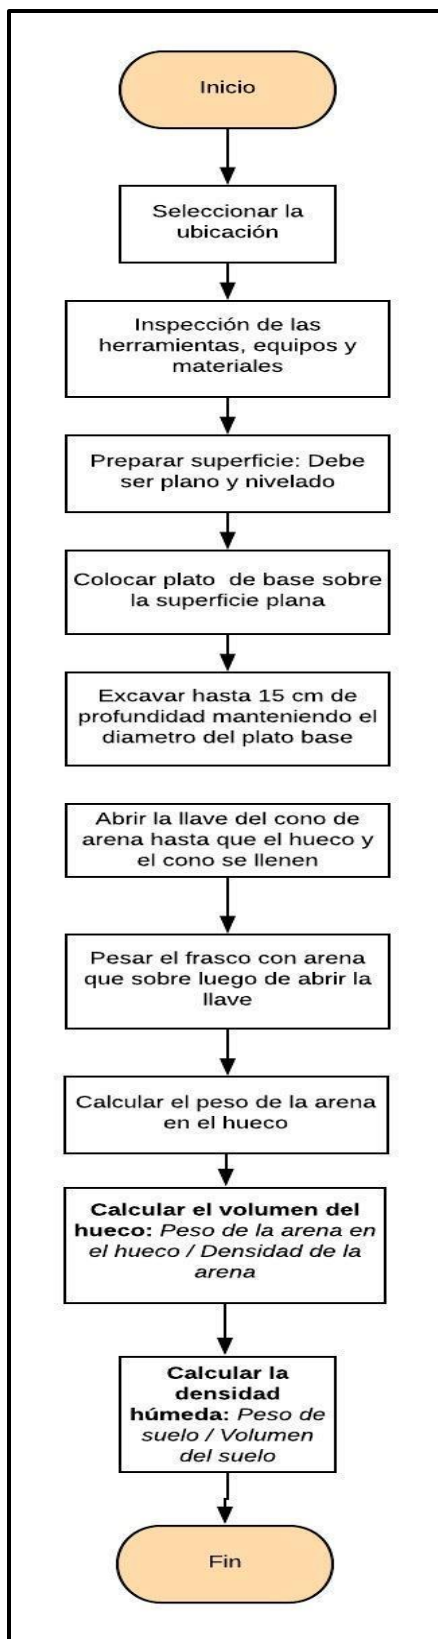 Inicio
Seleccionar la
ubicación
Inspección de las
herramientas, equipos y
materiales
Preparar superficie: Debe
ser plano y nivelado
Colocar plato de base sobre
la superficie plana
Excavar hasta 15 cm de
profundidad manteniendo el
diametro del plato base
Abrir la llave del cono de
arena hasta que el hueco y
el cono se llenen
Pesar el frasco con arena
que sobre luego de abrir la
llave
Calcular el peso de la arena
en el hueco
Calcular el volumen del
hueco: Peso de la arena en
el hueco / Densidad de la
arena
Calcular la
densidad
húmeda: Peso de
suelo / Volumen
del suelo
Fin